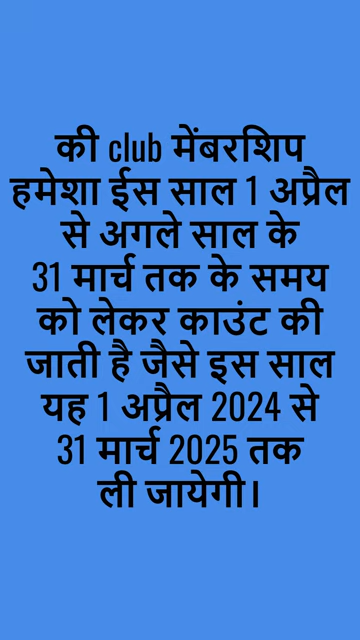 की club मेंबरशिप
हमेशा ईस साल 1 अप्रैल
से अगले साल के
31 मार्च तक के समय
को लेकर काउंट की
जाती है जैसे इस साल
यह 1 अप्रैल 2024 से
31 मार्च 2025 तक
ली जायेगी।